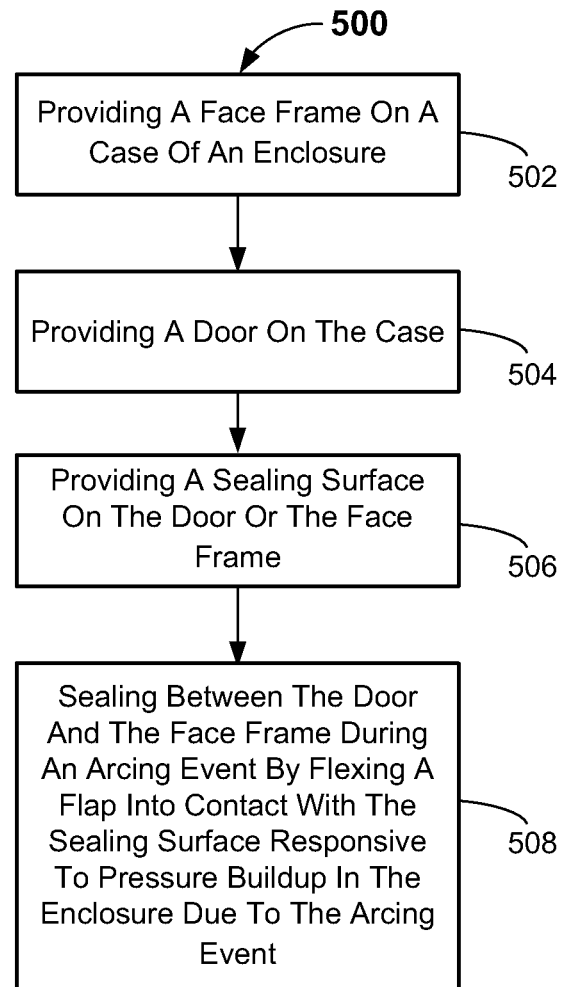 500
Providing A Face Frame On A
Case Of An Enclosure
502
Providing A Door On The Case
504
Providing A Sealing Surface
On The Door Or The Face
Frame
506
Sealing Between The Door
And The Face Frame During
An Arcing Event By Flexing A
Flap Into Contact With The
Sealing Surface Responsive
To Pressure Buildup In The
Enclosure Due To The Arcing
Event
508